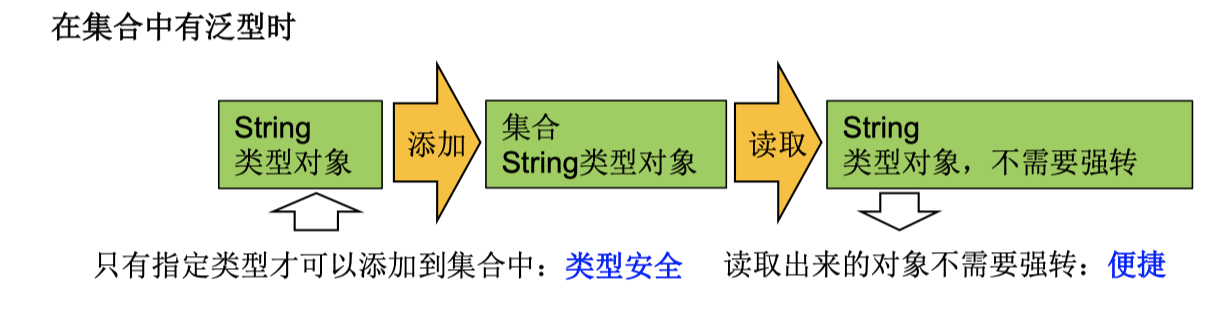 在集合中有泛型时
String
类型对象
添加
集合
String类型对象
读取
String
类型对象，不需要强转
只有指定类型才可以添加到集合中：类型安全
读取出来的对象不需要强转：便捷